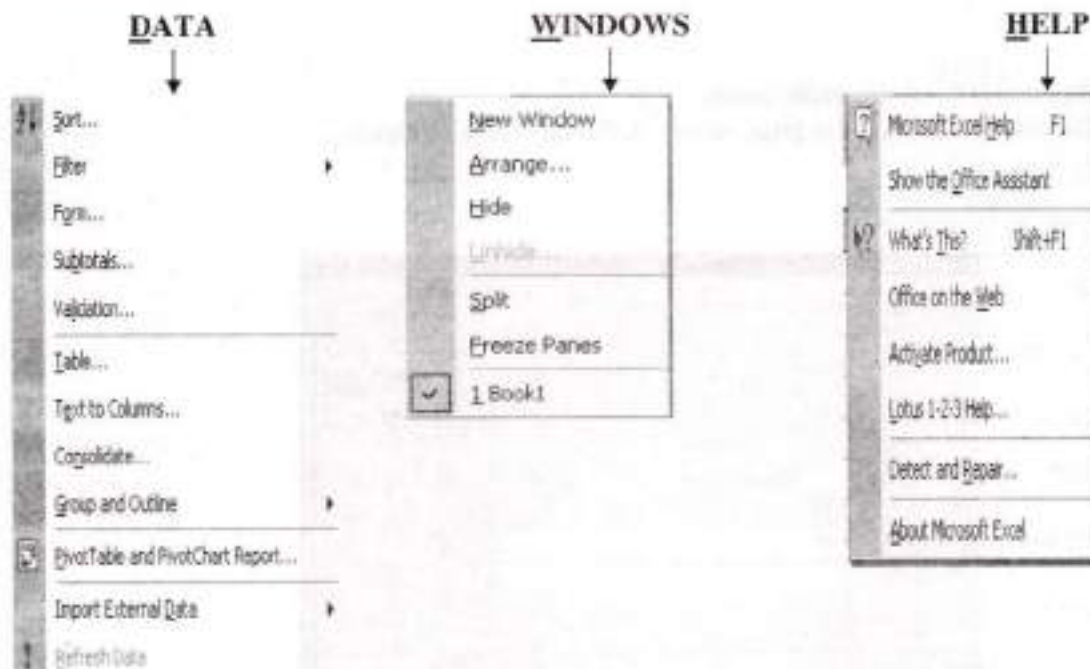 DATA
Sort...
Filter
Form...
Subtotals...
Validation...
Table...
Text to Columns...
Consolidate...
Group and Outline
PivotTable and PivotChart Report...
Import External Data
Refresh Data
WINDOWS
New Window
Arrange...
Hide
Unhide...
Split
Freeze Panes
1 Book1
HELP
Microsoft Excel Help F1
Show the Office Assistant
What's This? Shift+F1
Office on the Web
Activate Product...
Lotus 1-2-3 Help...
Detect and Repair...
About Microsoft Excel